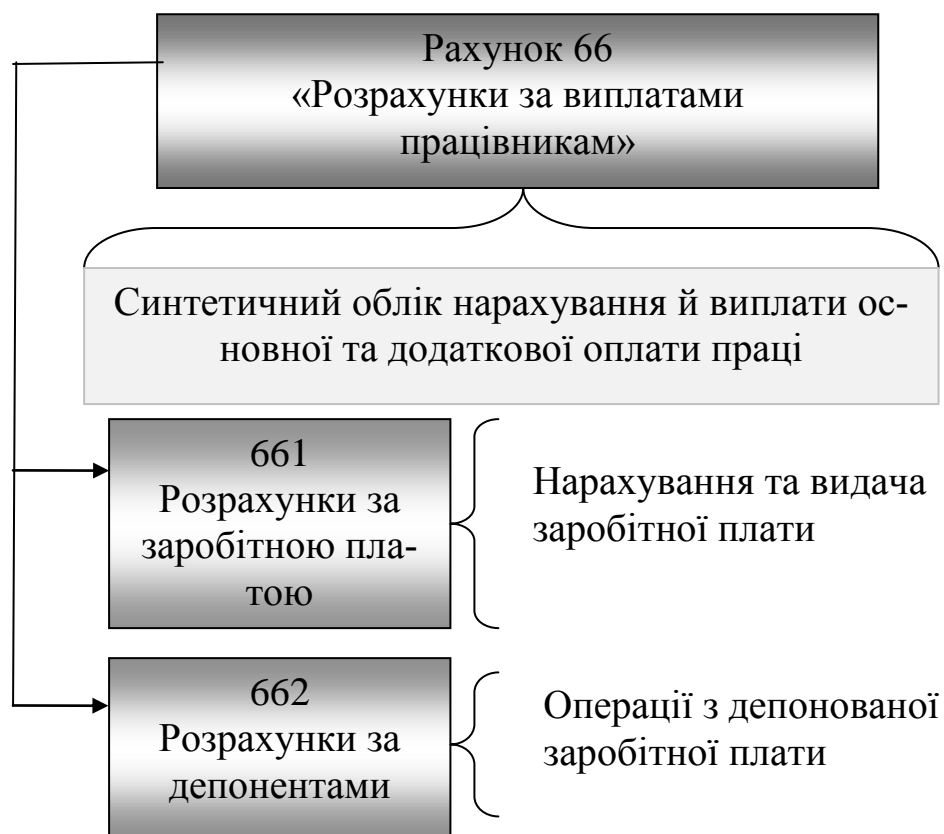 Рахунок 66
«Розрахунки за виплатами
працівникам»
Синтетичний облік нарахування й виплати ос-
новної та додаткової оплати праці
661
Розрахунки за
заробітною пла-
тою
Нарахування та видача
заробітної плати
662
Розрахунки за
депонентами
Операції з депонованої
заробітної плати